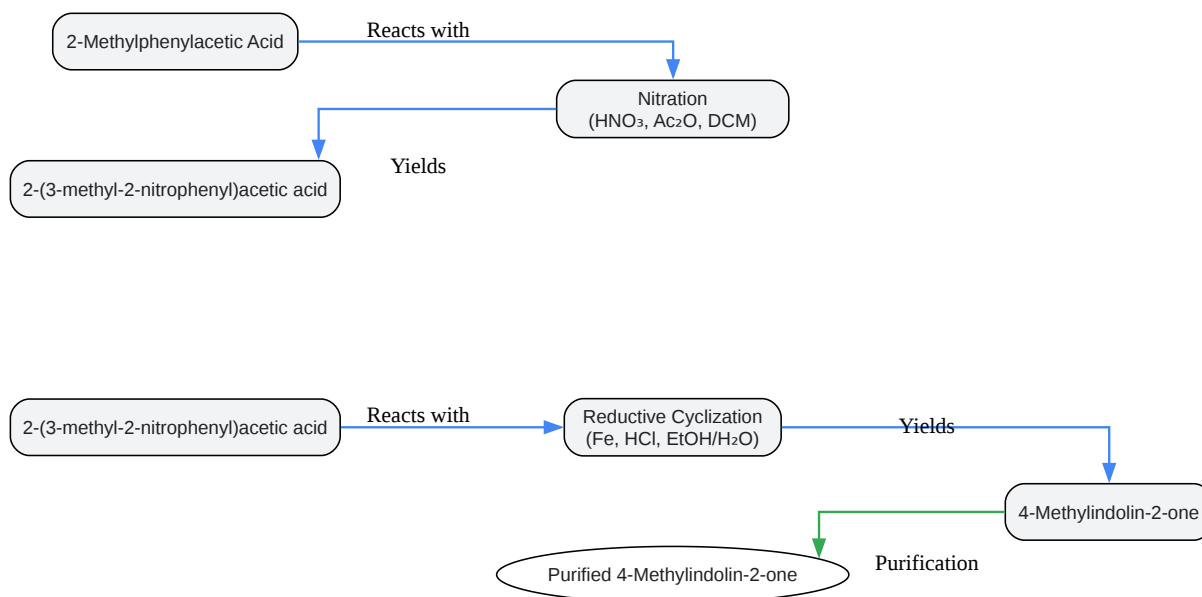 2-Methylphenylacetic Acid
Reacts with
Nitration
(HNO₃, Ac₂O, DCM)
Yields
2-(3-methyl-2-nitrophenyl)acetic acid
2-(3-methyl-2-nitrophenyl)acetic acid
Reacts with
Reductive Cyclization
(Fe, HCl, EtOH/H₂O)
Yields
4-Methylindolin-2-one
Purification
Purified 4-Methylindolin-2-one